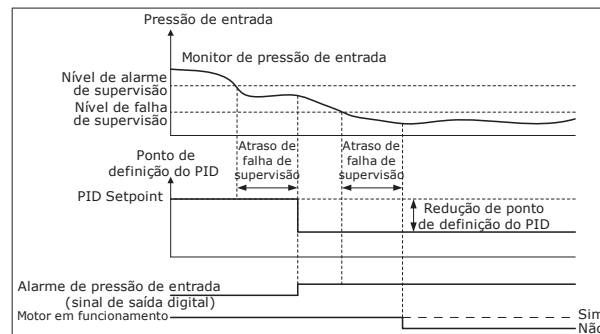 Pressão de entrada
Monitor de pressão de entrada
Nível de alarme
de supervisão
Nível de falha
de supervisão
Ponto de
definição do PID
Atraso de
falha de
supervisão
Atraso de
falha de
supervisão
PID Setpoint
Redução de ponto
de definição do PID
Alarme de pressão de entrada
(sinal de saída digital)
Motor em funcionamento
Sim
Não